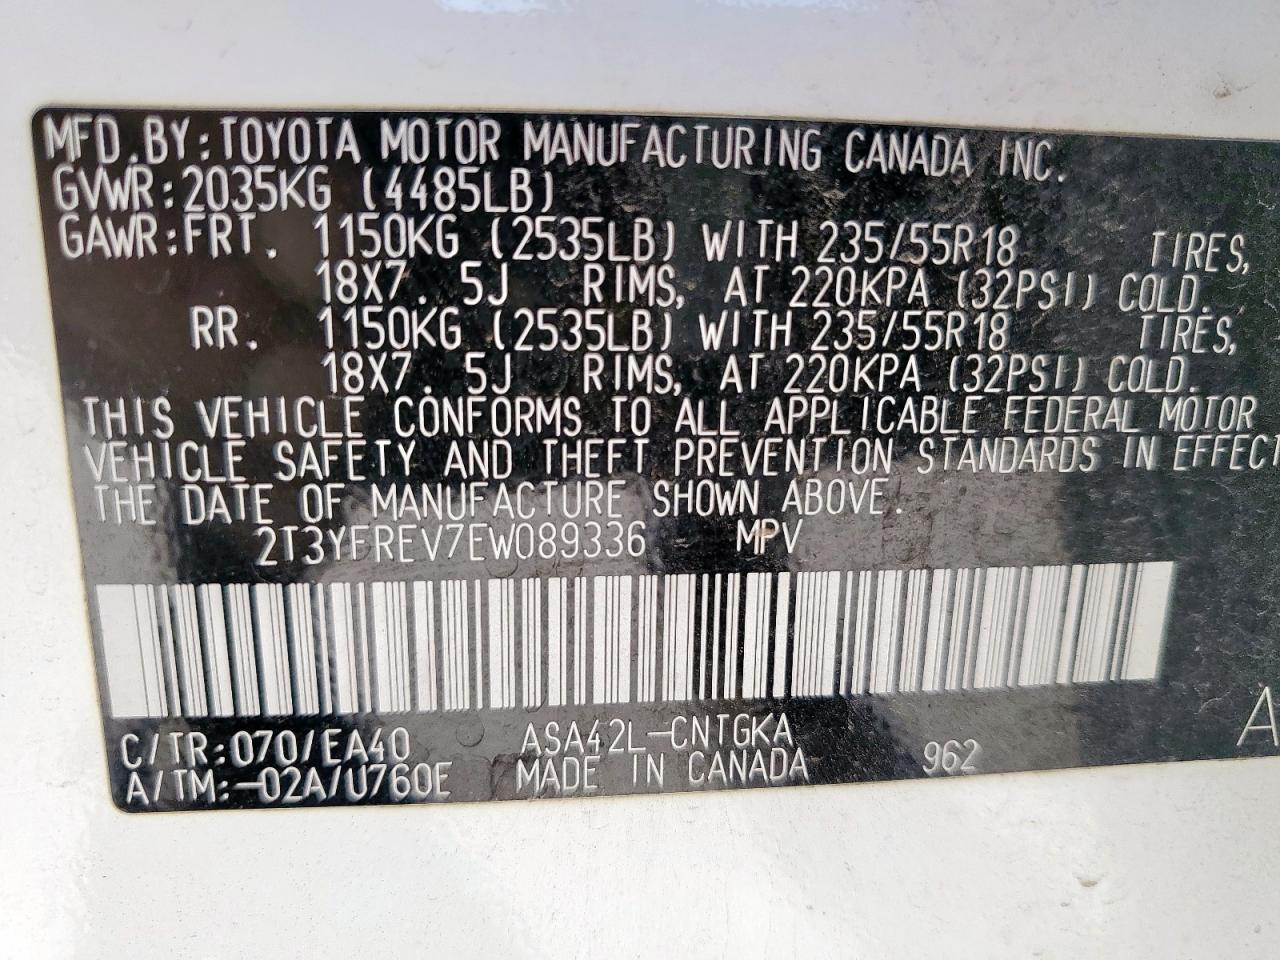 MFD.BY:TOYOTA MOTOR MANUFACTURING CANADA INC.
GVWR:2035KG (4485LB)
GAWR:FRT. 1150KG (2535LB) WITH 235/55R18 TIRES,
18X7.5J RIMS, AT 220KPA (32PSI) COLD.
RR. 1150KG (2535LB) WITH 235/55R18 TIRES,
18X7.5J RIMS, AT 220KPA (32PSI) COLD.
THIS VEHICLE CONFORMS TO ALL APPLICABLE FEDERAL MOTOR
VEHICLE SAFETY AND THEFT PREVENTION STANDARDS IN EFFECT
THE DATE OF MANUFACTURE SHOWN ABOVE.
2T3YFREV7EW089336 MPV
C/TR:070/EA40 ASA42L-CNTGKA
A/TM:-02A/U760E MADE IN CANADA 962
A